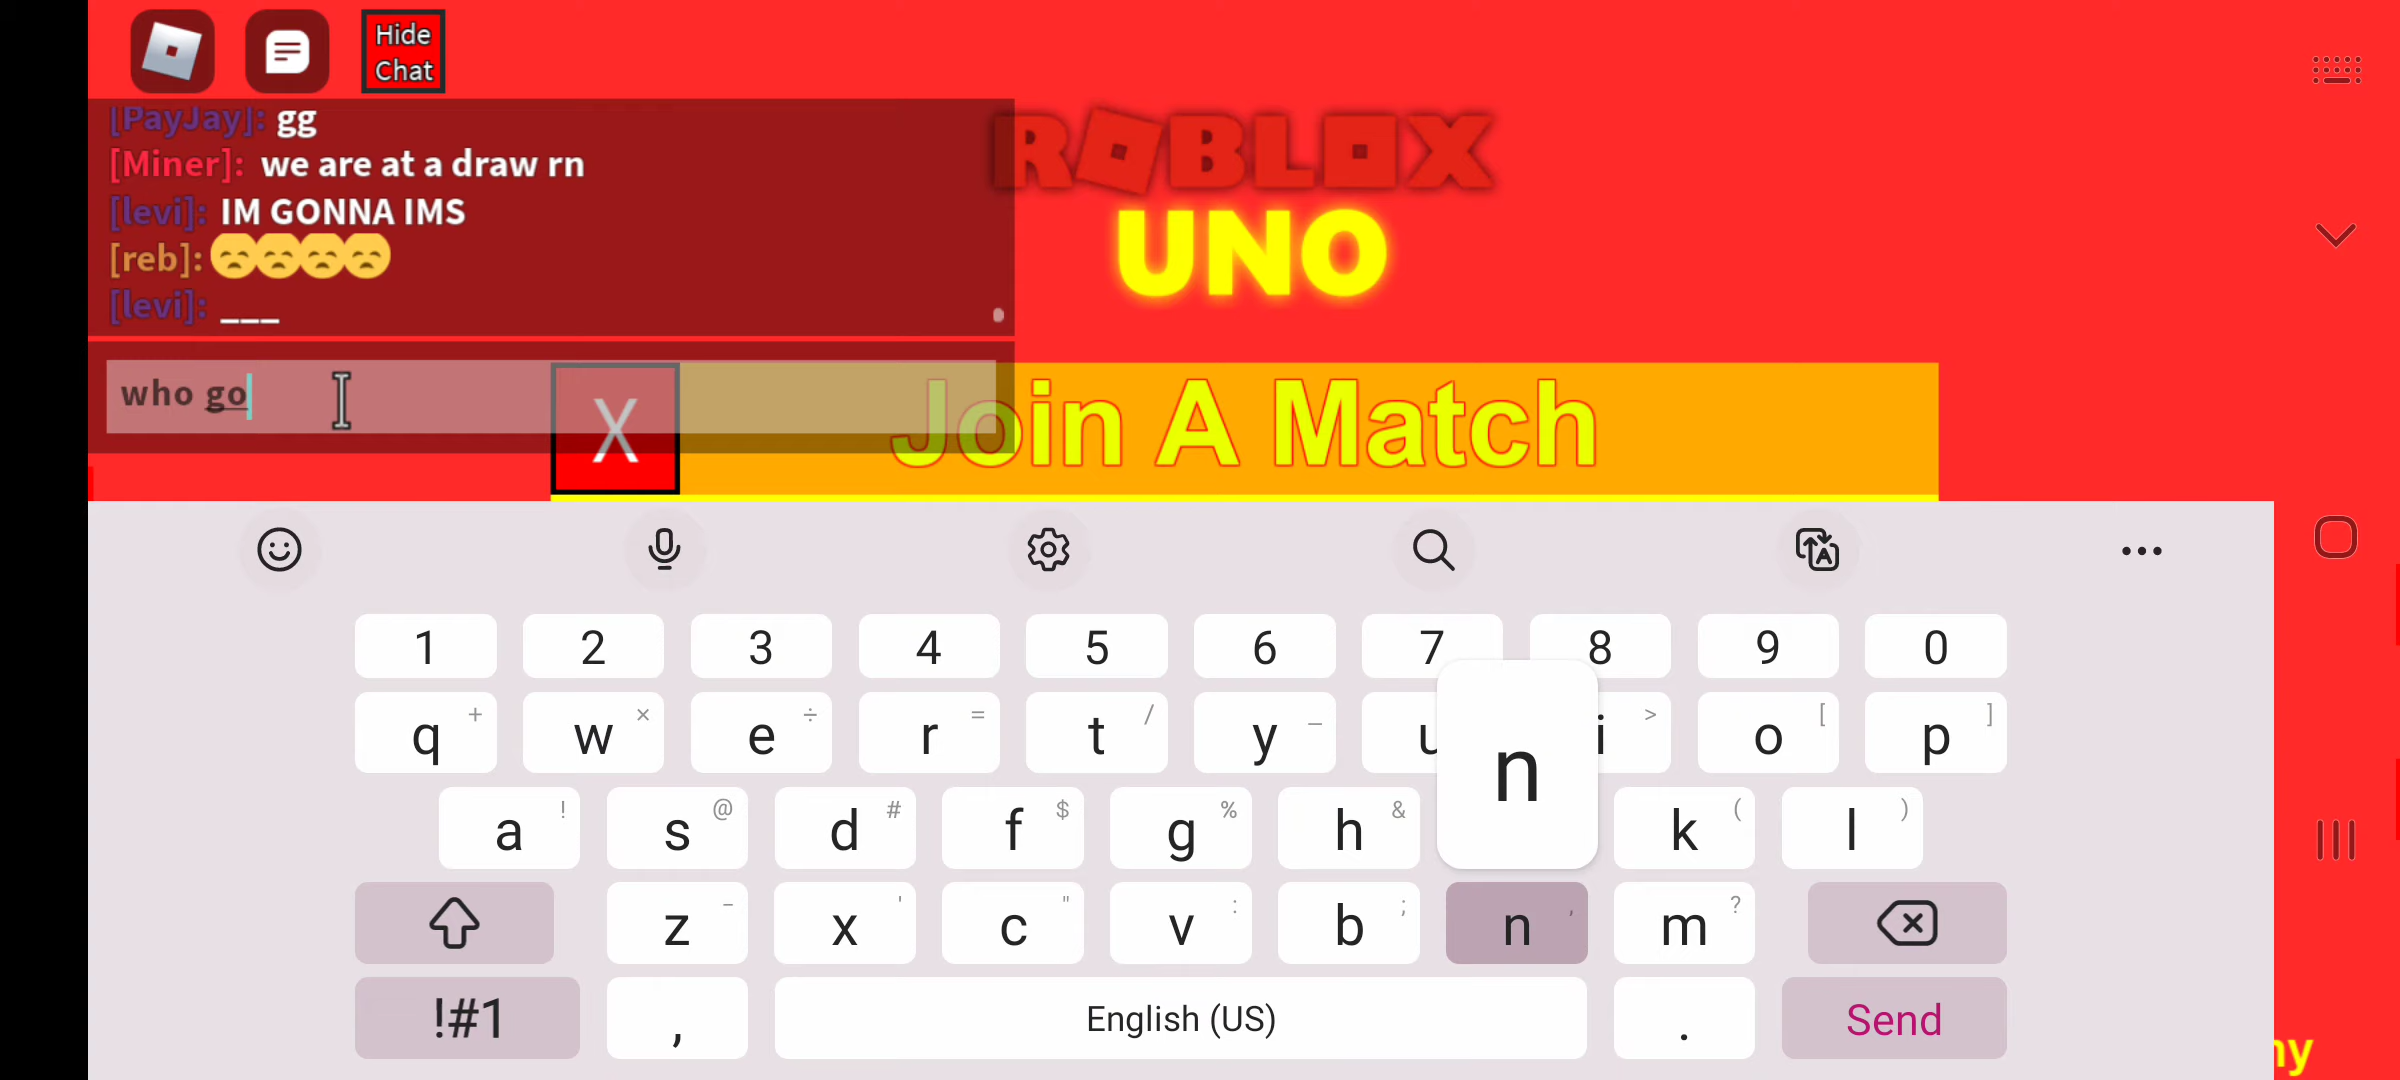 Hide
Chat
[PayJay]: gg
[Miner]: we are at a draw rn
[levi]: IM GONNA IMS
[reb]: 😞😞😞😞
[levi]: ___
ROBLOX
UNO
who go
X
Join A Match
1 2 3 4 5 6 7 8 9 0
q + w × e ÷ r = t / y _ u i > o [ p ]
n
a ! s @ d # f $ g % h & k ( l )
z - x ' c " v : b ; n , m ?
!#1 , English (US) . Send
ny